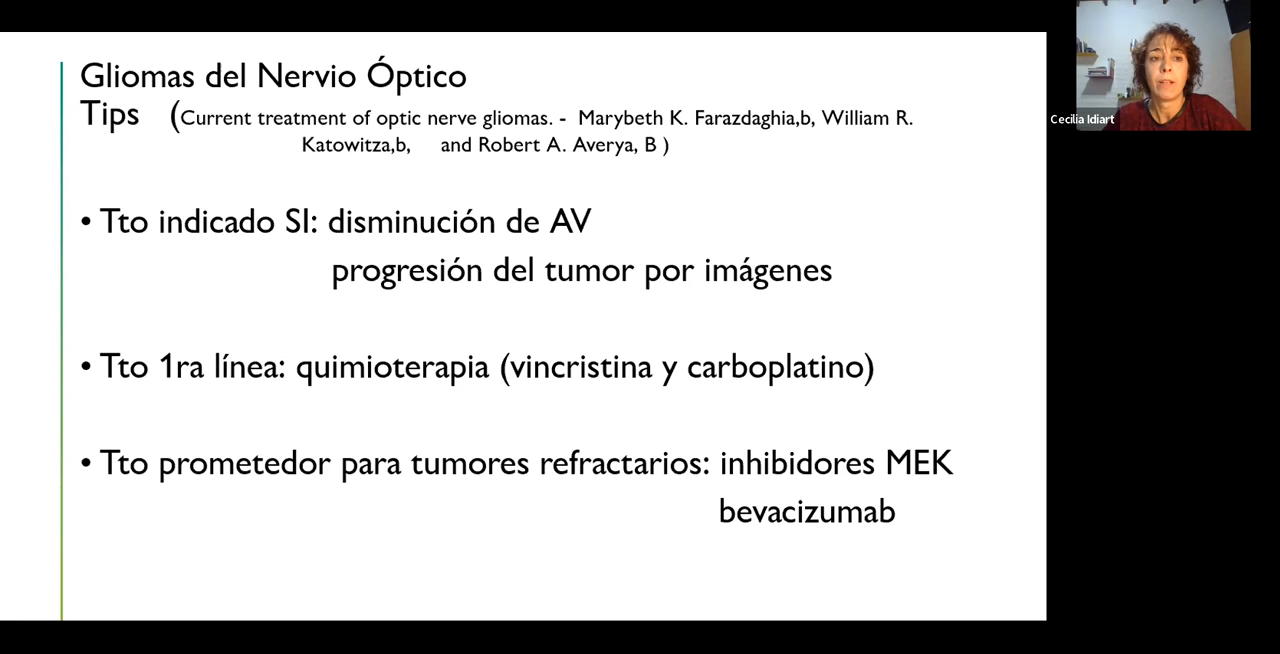 Gliomas del Nervio Óptico
Tips (Current treatment of optic nerve gliomas. - Marybeth K. Farazdaghia,b, William R.
Katowitza,b, and Robert A. Averya, B )
• Tto indicado SI: disminución de AV
progresión del tumor por imágenes
• Tto 1ra línea: quimioterapia (vincristina y carboplatino)
• Tto prometedor para tumores refractarios: inhibidores MEK
bevacizumab
Cecilia Idiart